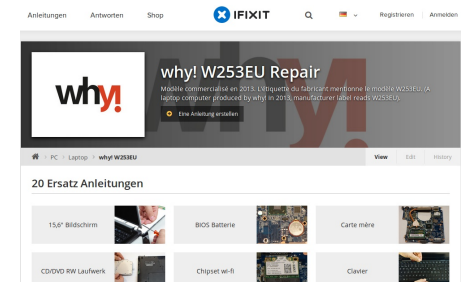 Anleitungen
Antworten
Shop
IFIXIT
Registrieren
Anmelden
why!
why! W253EU Repair
Modèle commercialisé en 2013. L'étiquette du fabricant mentionne le modèle W253EU. (A
laptop computer produced by why! in 2013, manufacturer label reads W253EU).
Eine Anleitung erstellen
PC
Laptop
why! W253EU
View
Edit
History
20 Ersatz Anleitungen
15,6" Bildschirm
BIOS Batterie
Carte mère
CD/DVD RW Laufwerk
Chipset wi-fi
Clavier